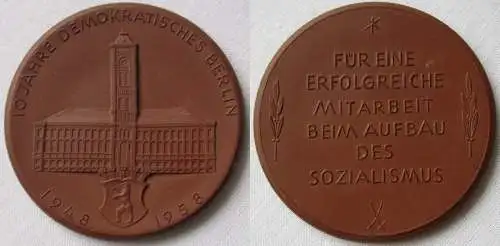 10 JAHRE DEMOKRATISCHES BERLIN
1948 1958
FÜR EINE
ERFOLGREICHE
MITARBEIT
BEIM AUFBAU
DES
SOZIALISMUS